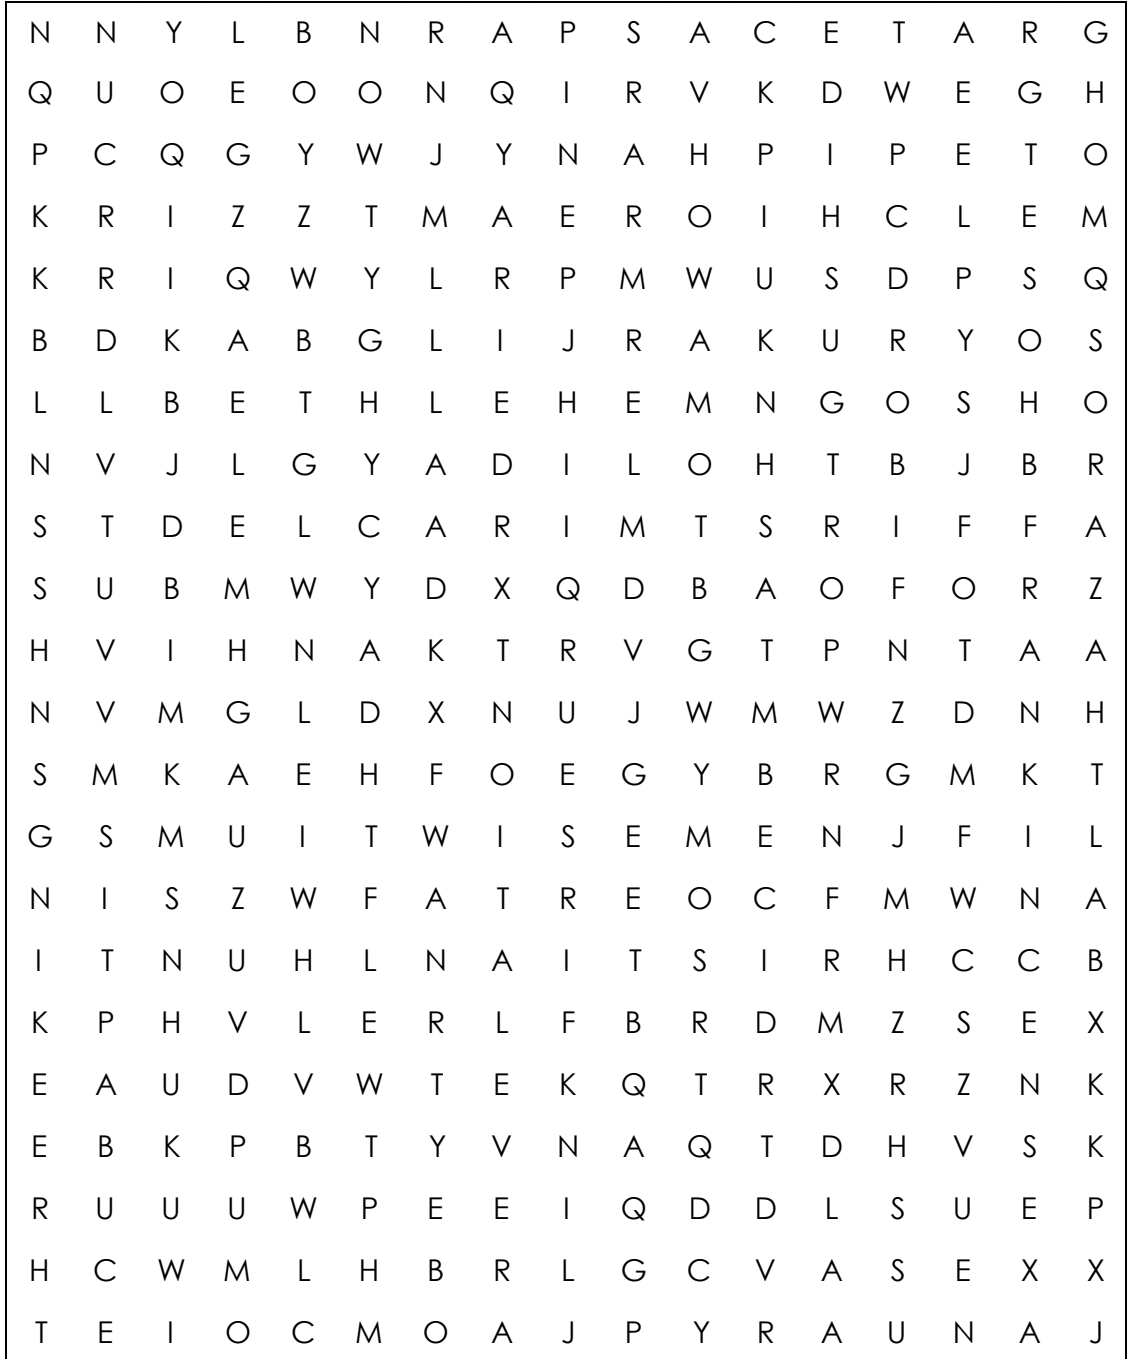 N N Y L B N R A P S A C E T A R G
Q U O E O O N Q I R V K D W E G H
P C Q G Y W J Y N A H P I P E T O
K R I Z Z T M A E R O I H C L E M
K R I Q W Y L R P M W U S D P S Q
B D K A B G L I J R A K U R Y O S
L L B E T H L E H E M N G O S H O
N V J L G Y A D I L O H T B J B R
S T D E L C A R I M T S R I F F A
S U B M W Y D X Q D B A O F O R Z
H V I H N A K T R V G T P N T A A
N V M G L D X N U J W M W Z D N H
S M K A E H F O E G Y B R G M K T
G S M U I T W I S E M E N J F I L
N I S Z W F A T R E O C F M W N A
I T N U H L N A I T S I R H C C B
K P H V L E R L F B R D M Z S E X
E A U D V W T E K Q T R X R Z N K
E B K P B T Y V N A Q T D H V S K
R U U U W P E E I Q D D L S U E P
H C W M L H B R L G C V A S E X X
T E I O C M O A J P Y R A U N A J